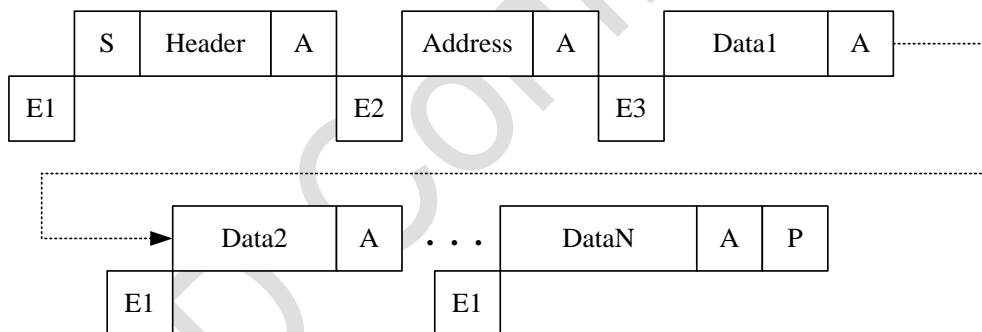 S Header A Address A Data1 A
E1 E2 E3
Data2 A . . . DataN A P
E1 E1